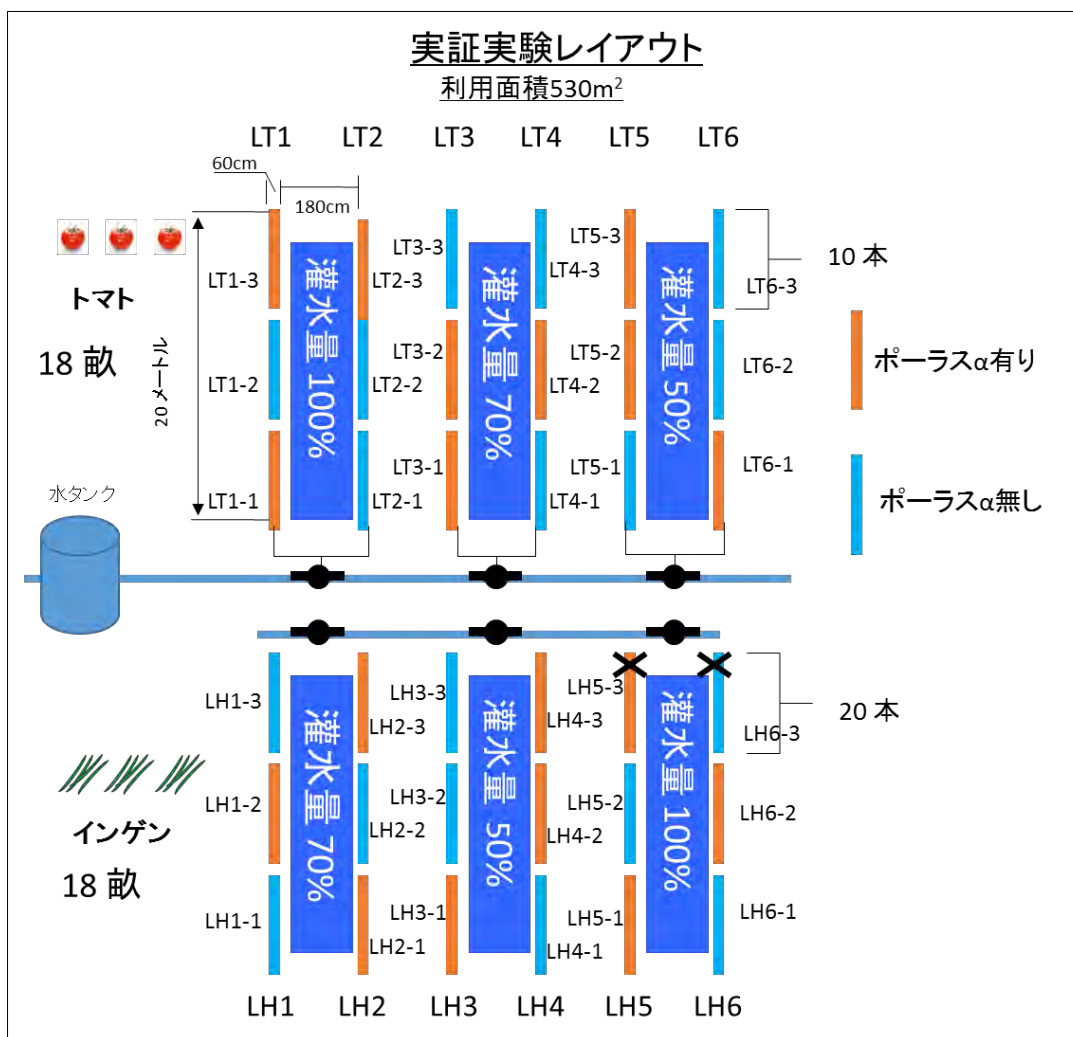 実証実験レイアウト
利用面積530m²
LT1
LT2
LT3
LT4
LT5
LT6
60cm
180cm
トマト
18 畝
20メートル
LT1-3
LT1-2
LT1-1
灌水量 100%
LT2-3
LT2-2
LT2-1
LT3-3
LT3-2
LT3-1
灌水量 70%
LT4-3
LT4-2
LT4-1
LT5-3
LT5-2
LT5-1
灌水量 50%
LT6-3
LT6-2
LT6-1
10 本
ポーラスα有り
ポーラスα無し
水タンク
インゲン
18 畝
LH1-3
LH1-2
LH1-1
灌水量 70%
LH2-3
LH2-2
LH2-1
LH3-3
LH3-2
LH3-1
灌水量 50%
LH4-3
LH4-2
LH4-1
LH5-3
LH5-2
LH5-1
灌水量 100%
LH6-3
LH6-2
LH6-1
20 本
LH1
LH2
LH3
LH4
LH5
LH6